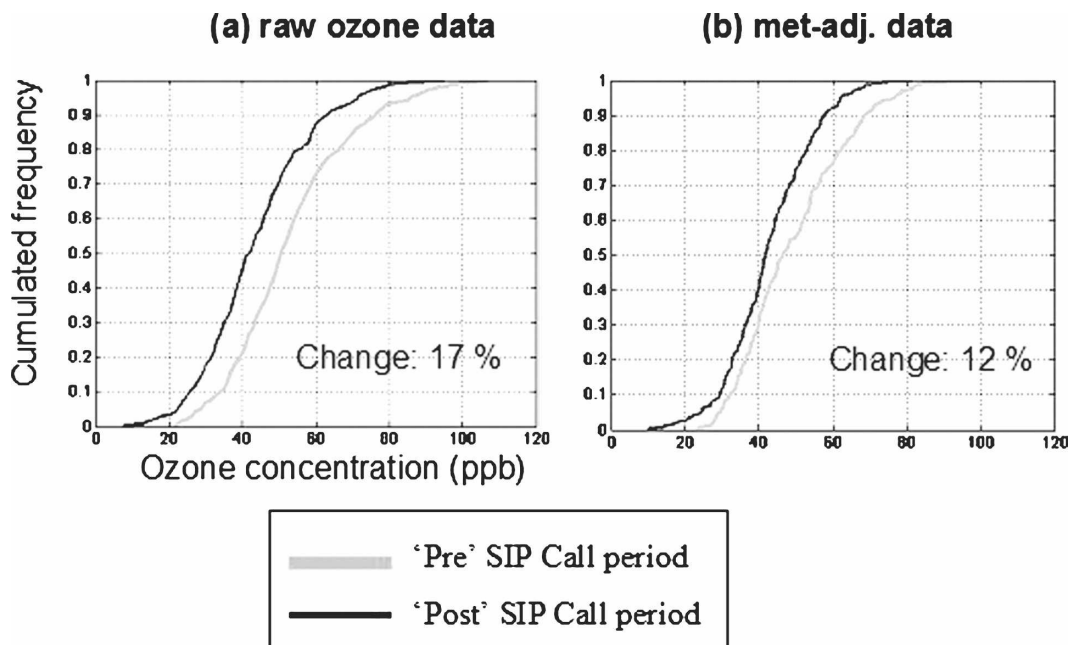 (a) raw ozone data
(b) met-adj. data
Cumulated frequency
1
0.9
0.8
0.7
0.6
0.5
0.4
0.3
0.2
0.1
0
0 20 40 60 80 100 120
Change: 17 %
Ozone concentration (ppb)
1
0.9
0.8
0.7
0.6
0.5
0.4
0.3
0.2
0.1
0
0 20 40 60 80 100 120
Change: 12 %
‘Pre’ SIP Call period
‘Post’ SIP Call period